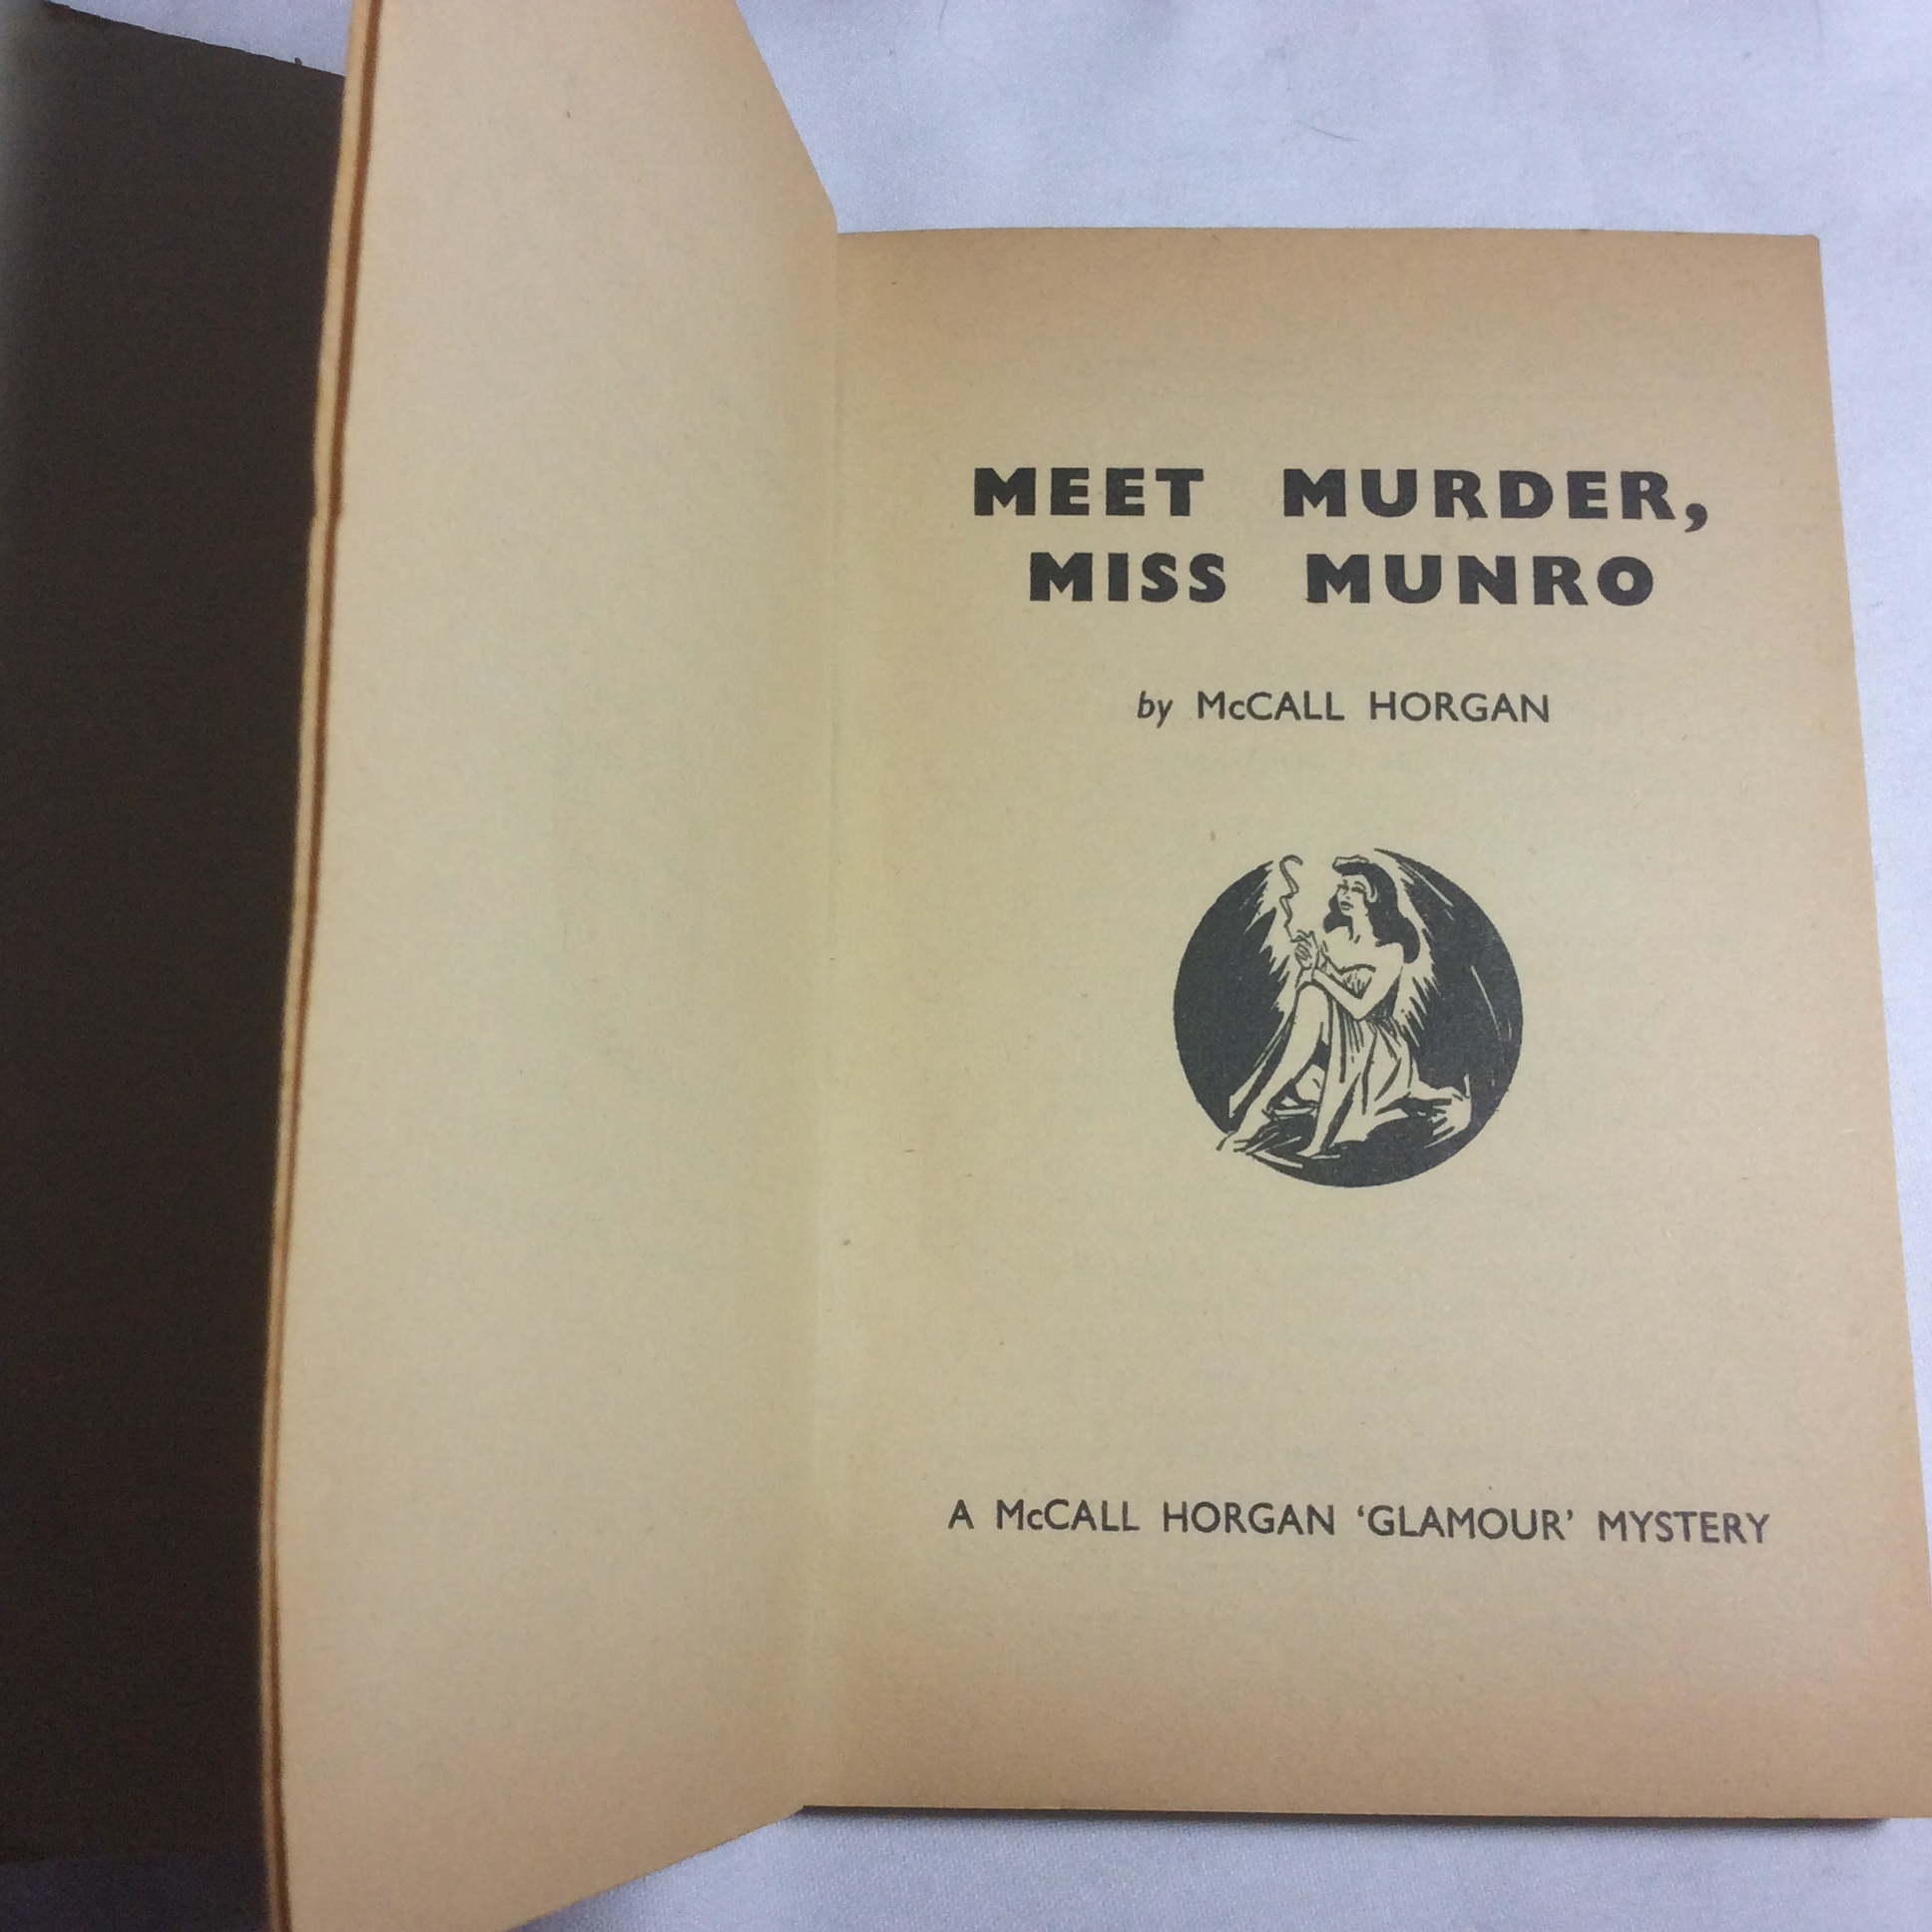 MEET MURDER,
MISS MUNRO
by McCALL HORGAN
A McCALL HORGAN ‘GLAMOUR’ MYSTERY